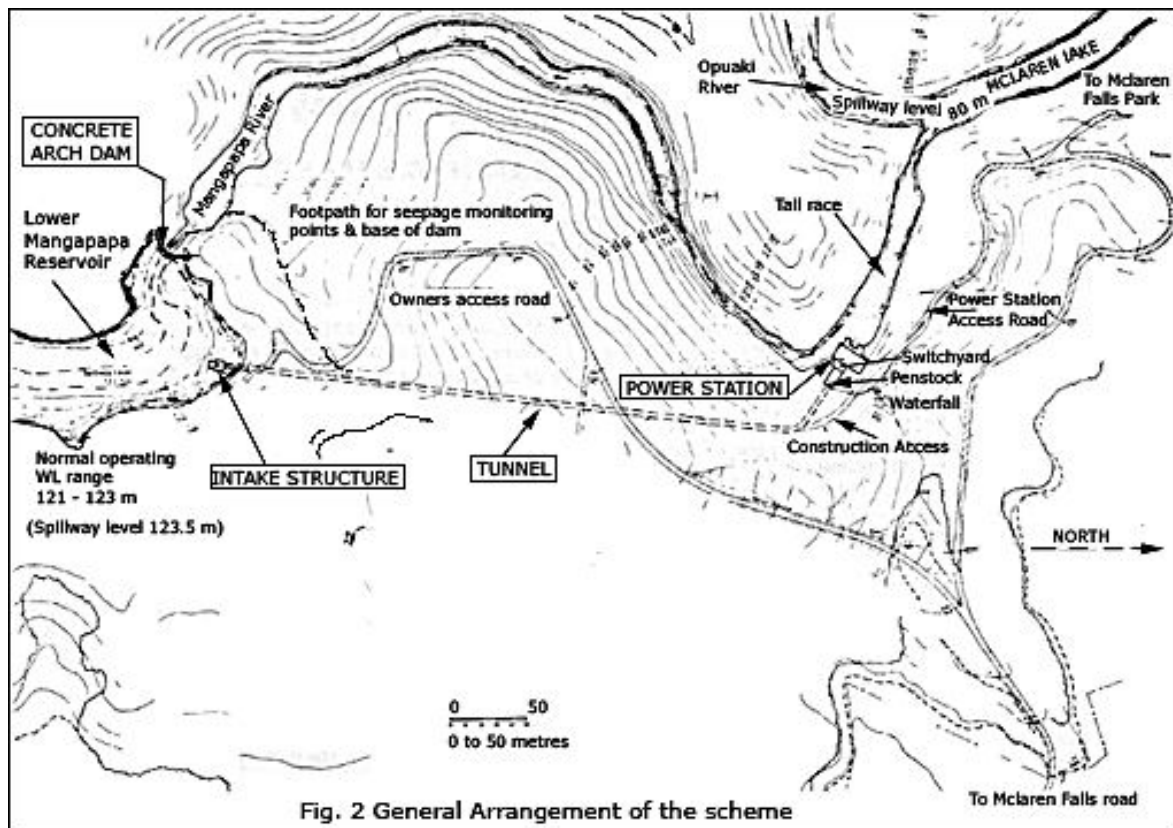 Opuaki
River
MCLAREN LAKE
Spillway level 80 m
To Mclaren
Falls Park
CONCRETE
ARCH DAM
Mangapapa River
Lower
Mangapapa
Reservoir
Footpath for seepage monitoring
points & base of dam
Tail race
Owners access road
Power Station
Access Road
Switchyard
POWER STATION
Penstock
Waterfall
Construction Access
Normal operating
WL range
121 - 123 m
(Spillway level 123.5 m)
INTAKE STRUCTURE
TUNNEL
NORTH
0 50
0 to 50 metres
To Mclaren Falls road
Fig. 2 General Arrangement of the scheme